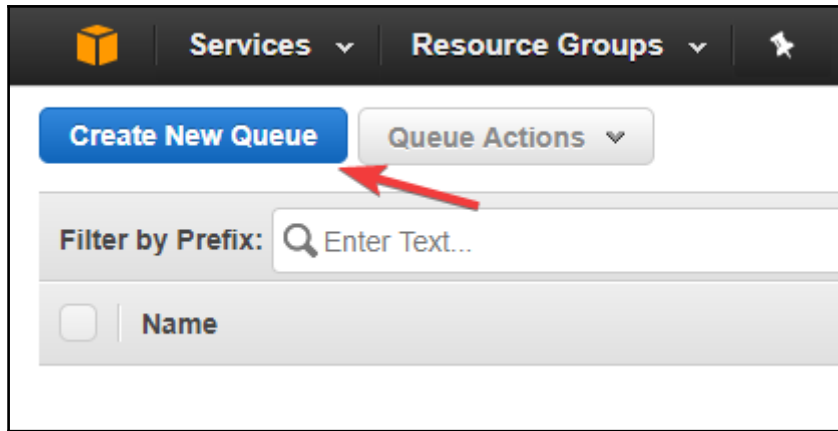 Services Resource Groups
Create New Queue Queue Actions
Filter by Prefix: Enter Text...
Name